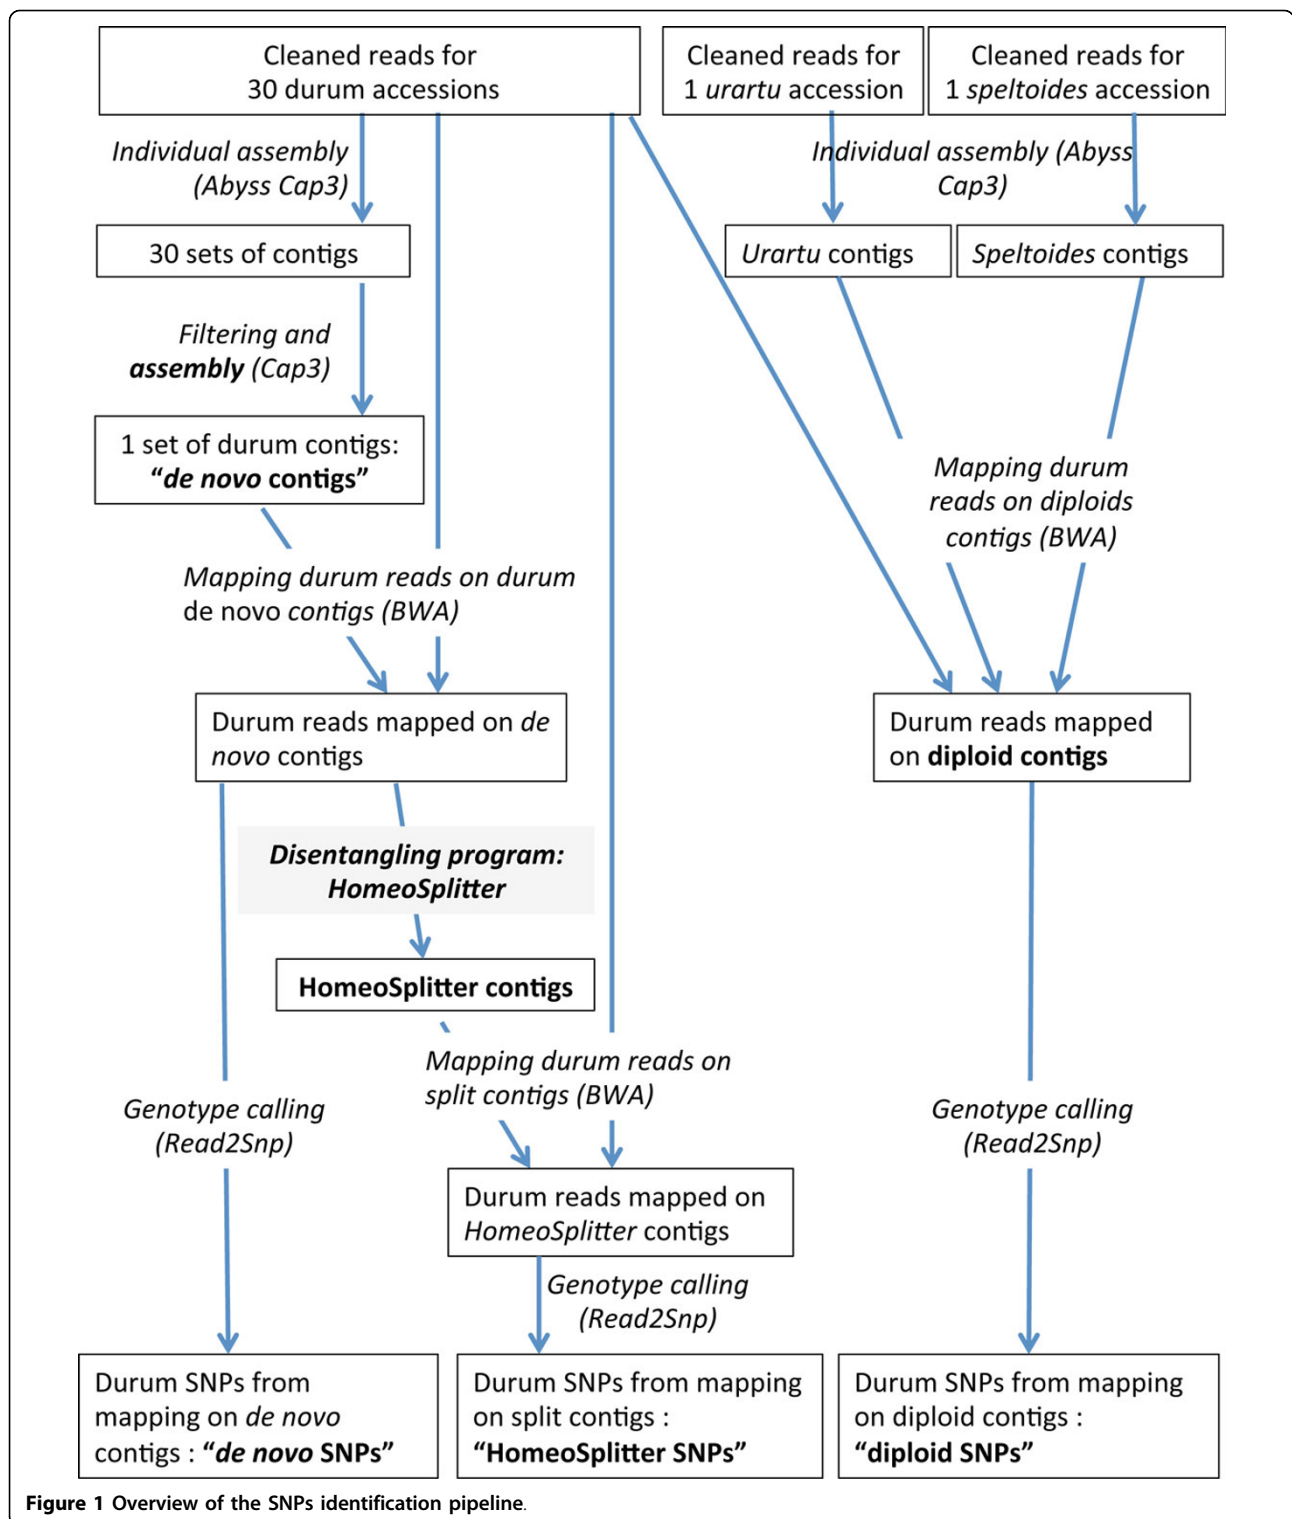 Cleaned reads for
30 durum accessions
Cleaned reads for
1 urartu accession
Cleaned reads for
1 speltoides accession
Individual assembly
(Abyss Cap3)
Individual assembly (Abyss
Cap3)
30 sets of contigs
Urartu contigs
Speltoides contigs
Filtering and
assembly (Cap3)
1 set of durum contigs:
“de novo contigs”
Mapping durum
reads on diploids
contigs (BWA)
Mapping durum reads on durum
de novo contigs (BWA)
Durum reads mapped on de
novo contigs
Durum reads mapped
on diploid contigs
Disentangling program:
HomeoSplitter
HomeoSplitter contigs
Mapping durum reads on
split contigs (BWA)
Genotype calling
(Read2Snp)
Genotype calling
(Read2Snp)
Durum reads mapped on
HomeoSplitter contigs
Genotype calling
(Read2Snp)
Durum SNPs from
mapping on de novo
contigs : “de novo SNPs”
Durum SNPs from mapping
on split contigs :
“HomeoSplitter SNPs”
Durum SNPs from mapping
on diploid contigs :
“diploid SNPs”
Figure 1 Overview of the SNPs identification pipeline.